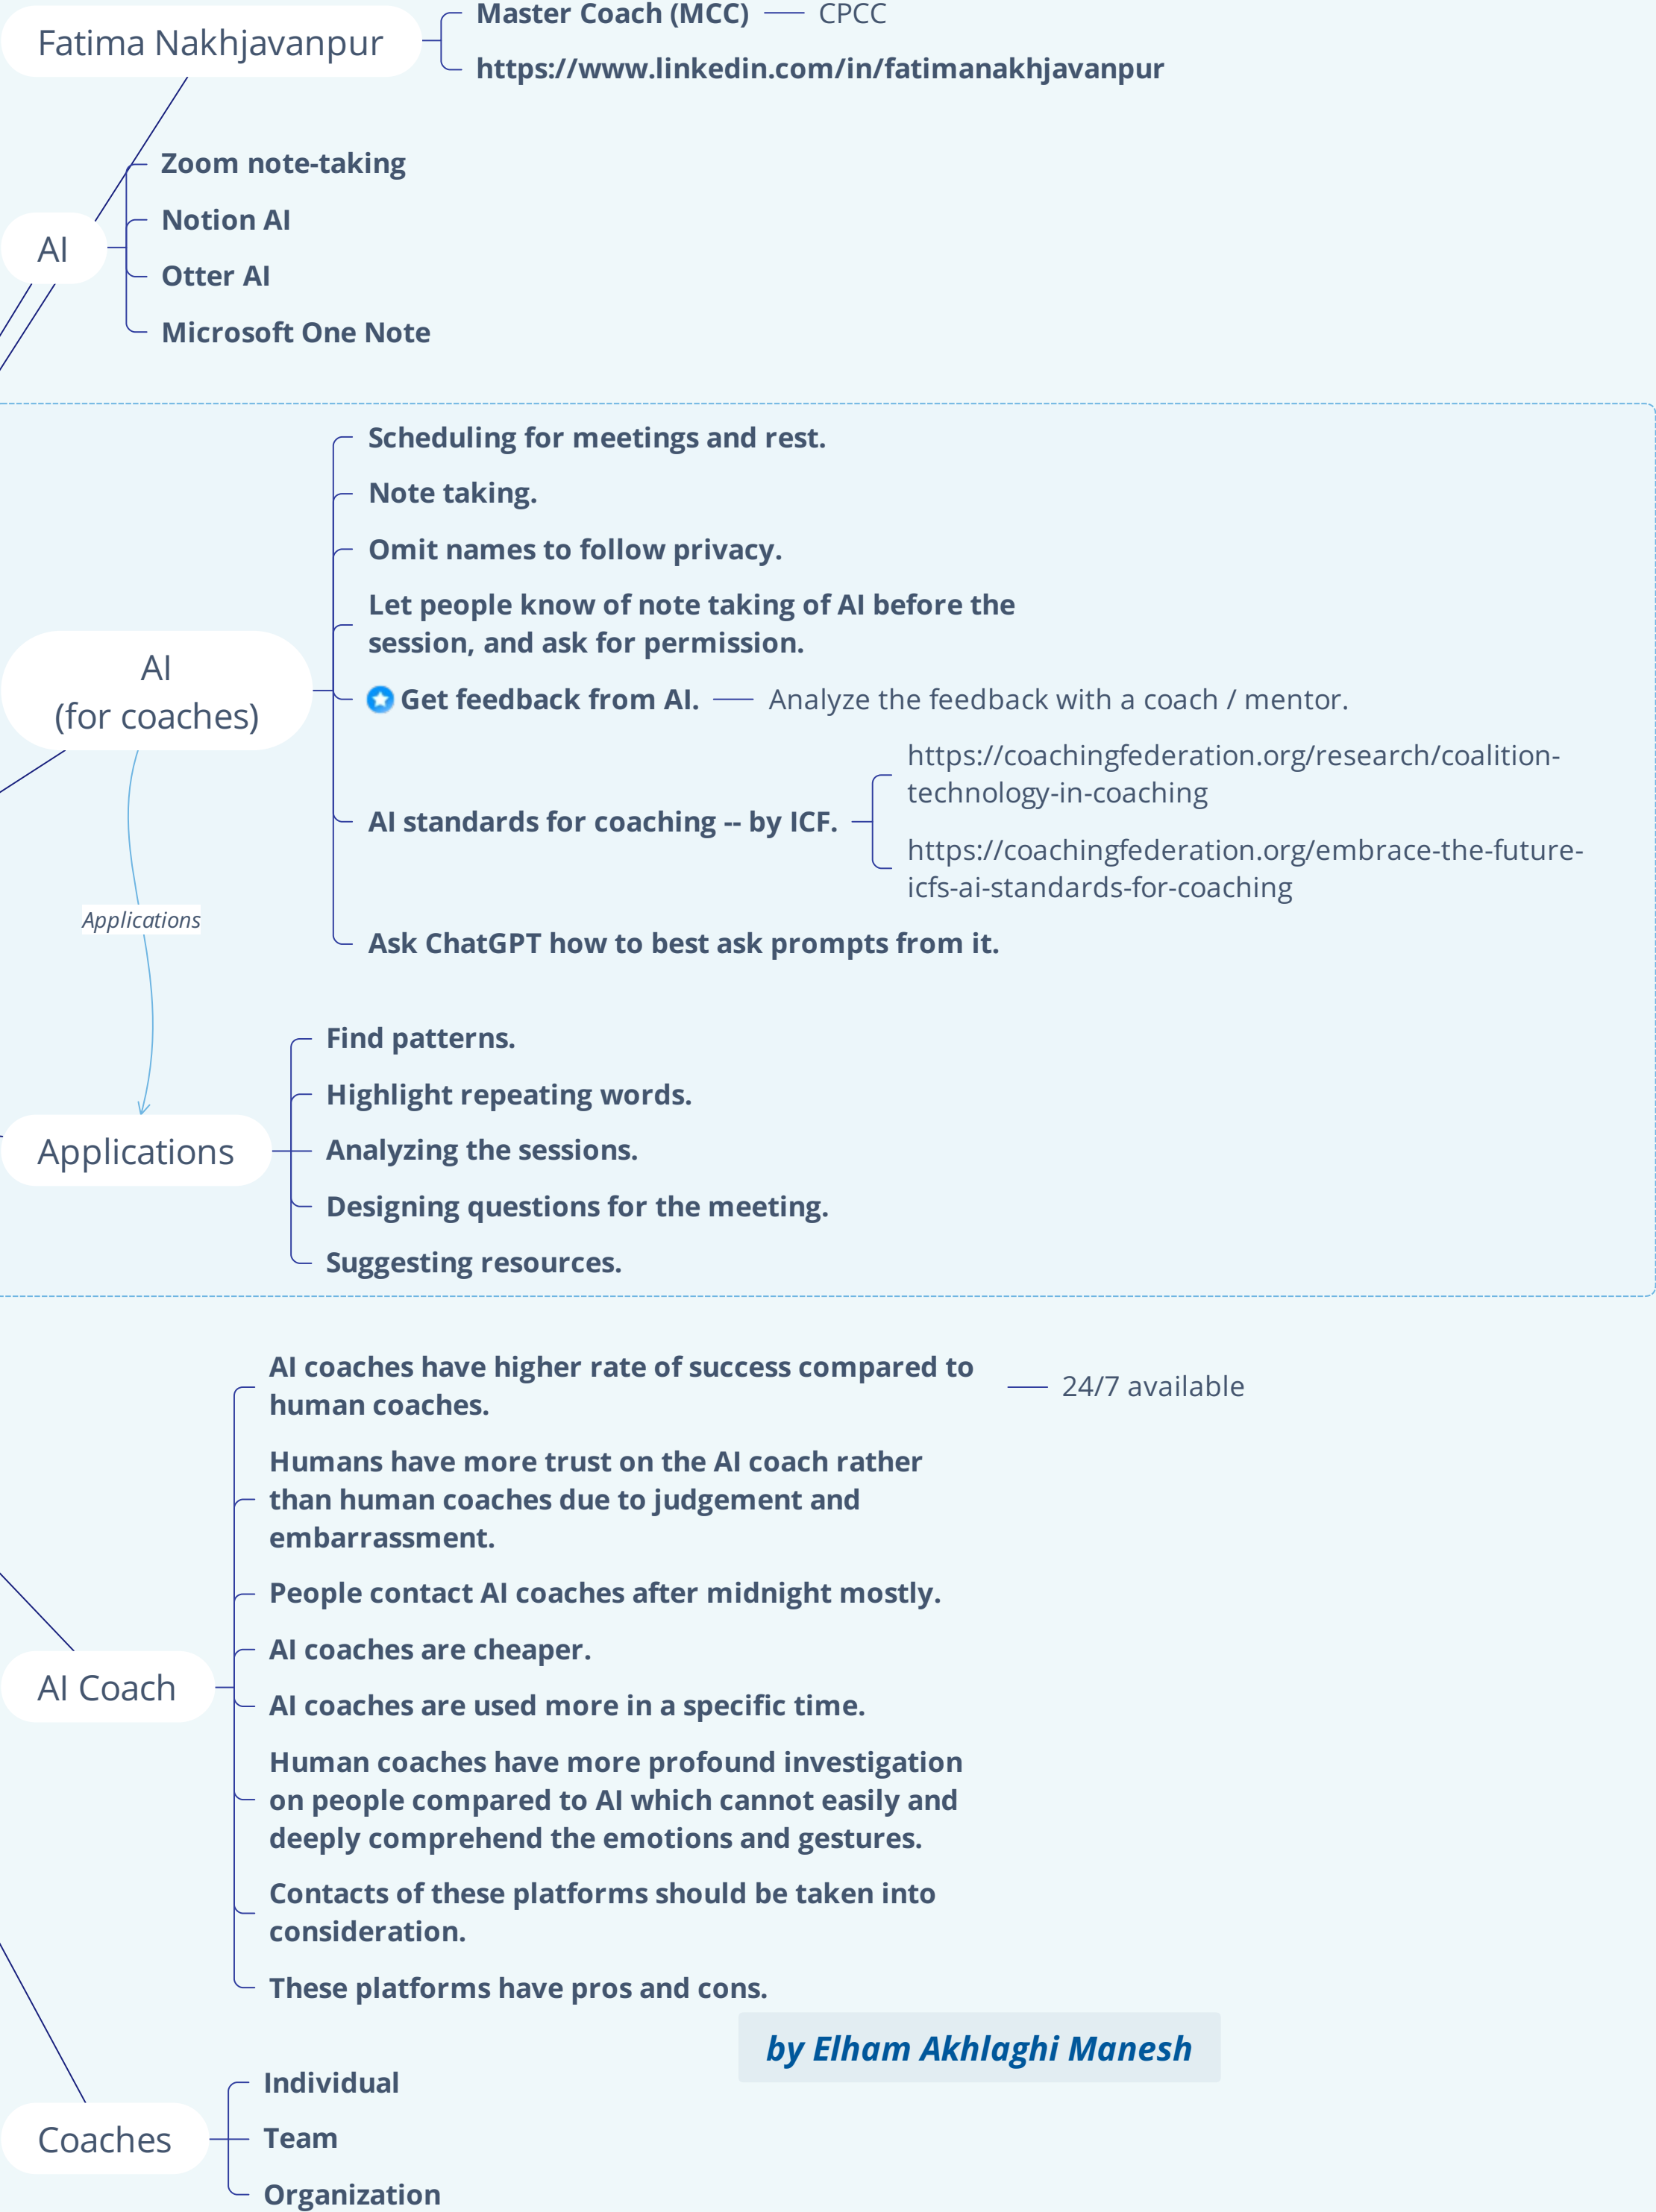 Fatima Nakhjavanpur
Master Coach (MCC)
CPCC
https://www.linkedin.com/in/fatimanakhjavanpur
AI
Zoom note-taking
Notion AI
Otter AI
Microsoft One Note
AI
(for coaches)
Scheduling for meetings and rest.
Note taking.
Omit names to follow privacy.
Let people know of note taking of AI before the
session, and ask for permission.
Get feedback from AI.
Analyze the feedback with a coach / mentor.
AI standards for coaching -- by ICF.
https://coachingfederation.org/research/coalition-
technology-in-coaching
https://coachingfederation.org/embrace-the-future-
icfs-ai-standards-for-coaching
Ask ChatGPT how to best ask prompts from it.
Applications
Applications
Find patterns.
Highlight repeating words.
Analyzing the sessions.
Designing questions for the meeting.
Suggesting resources.
AI Coach
AI coaches have higher rate of success compared to
human coaches.
24/7 available
Humans have more trust on the AI coach rather
than human coaches due to judgement and
embarrassment.
People contact AI coaches after midnight mostly.
AI coaches are cheaper.
AI coaches are used more in a specific time.
Human coaches have more profound investigation
on people compared to AI which cannot easily and
deeply comprehend the emotions and gestures.
Contacts of these platforms should be taken into
consideration.
These platforms have pros and cons.
by Elham Akhlaghi Manesh
Coaches
Individual
Team
Organization